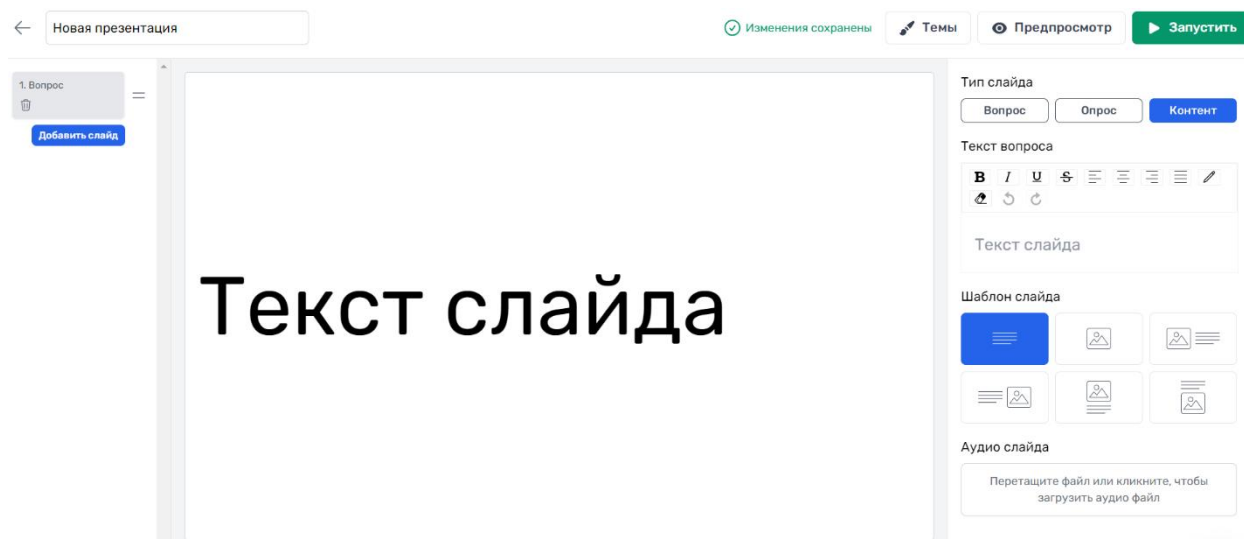 Новая презентация
Изменения сохранены
Темы
Предпросмотр
Запустить
1. Вопрос
Добавить слайд
Текст слайда
Тип слайда
Вопрос
Опрос
Контент
Текст вопроса
B I U S
Текст слайда
Шаблон слайда
Аудио слайда
Перетащите файл или кликните, чтобы
загрузить аудио файл